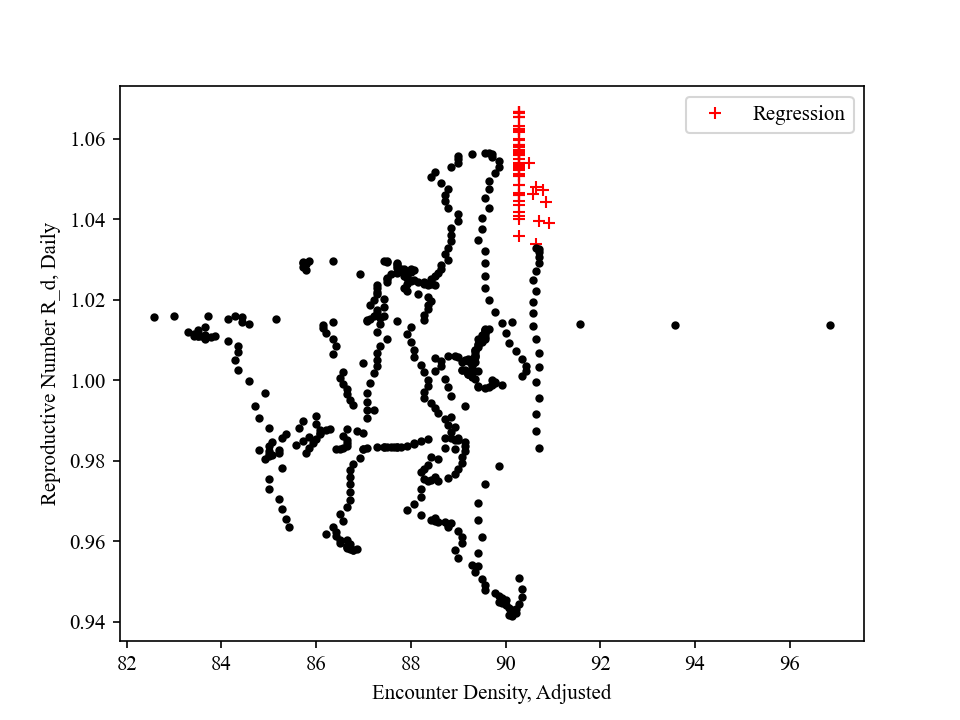 Regression
1.06
1.04
1.02
1.00
0.98
0.96
0.94
Reproductive Number R_d, Daily
82 84 86 88 90 92 94 96
Encounter Density, Adjusted